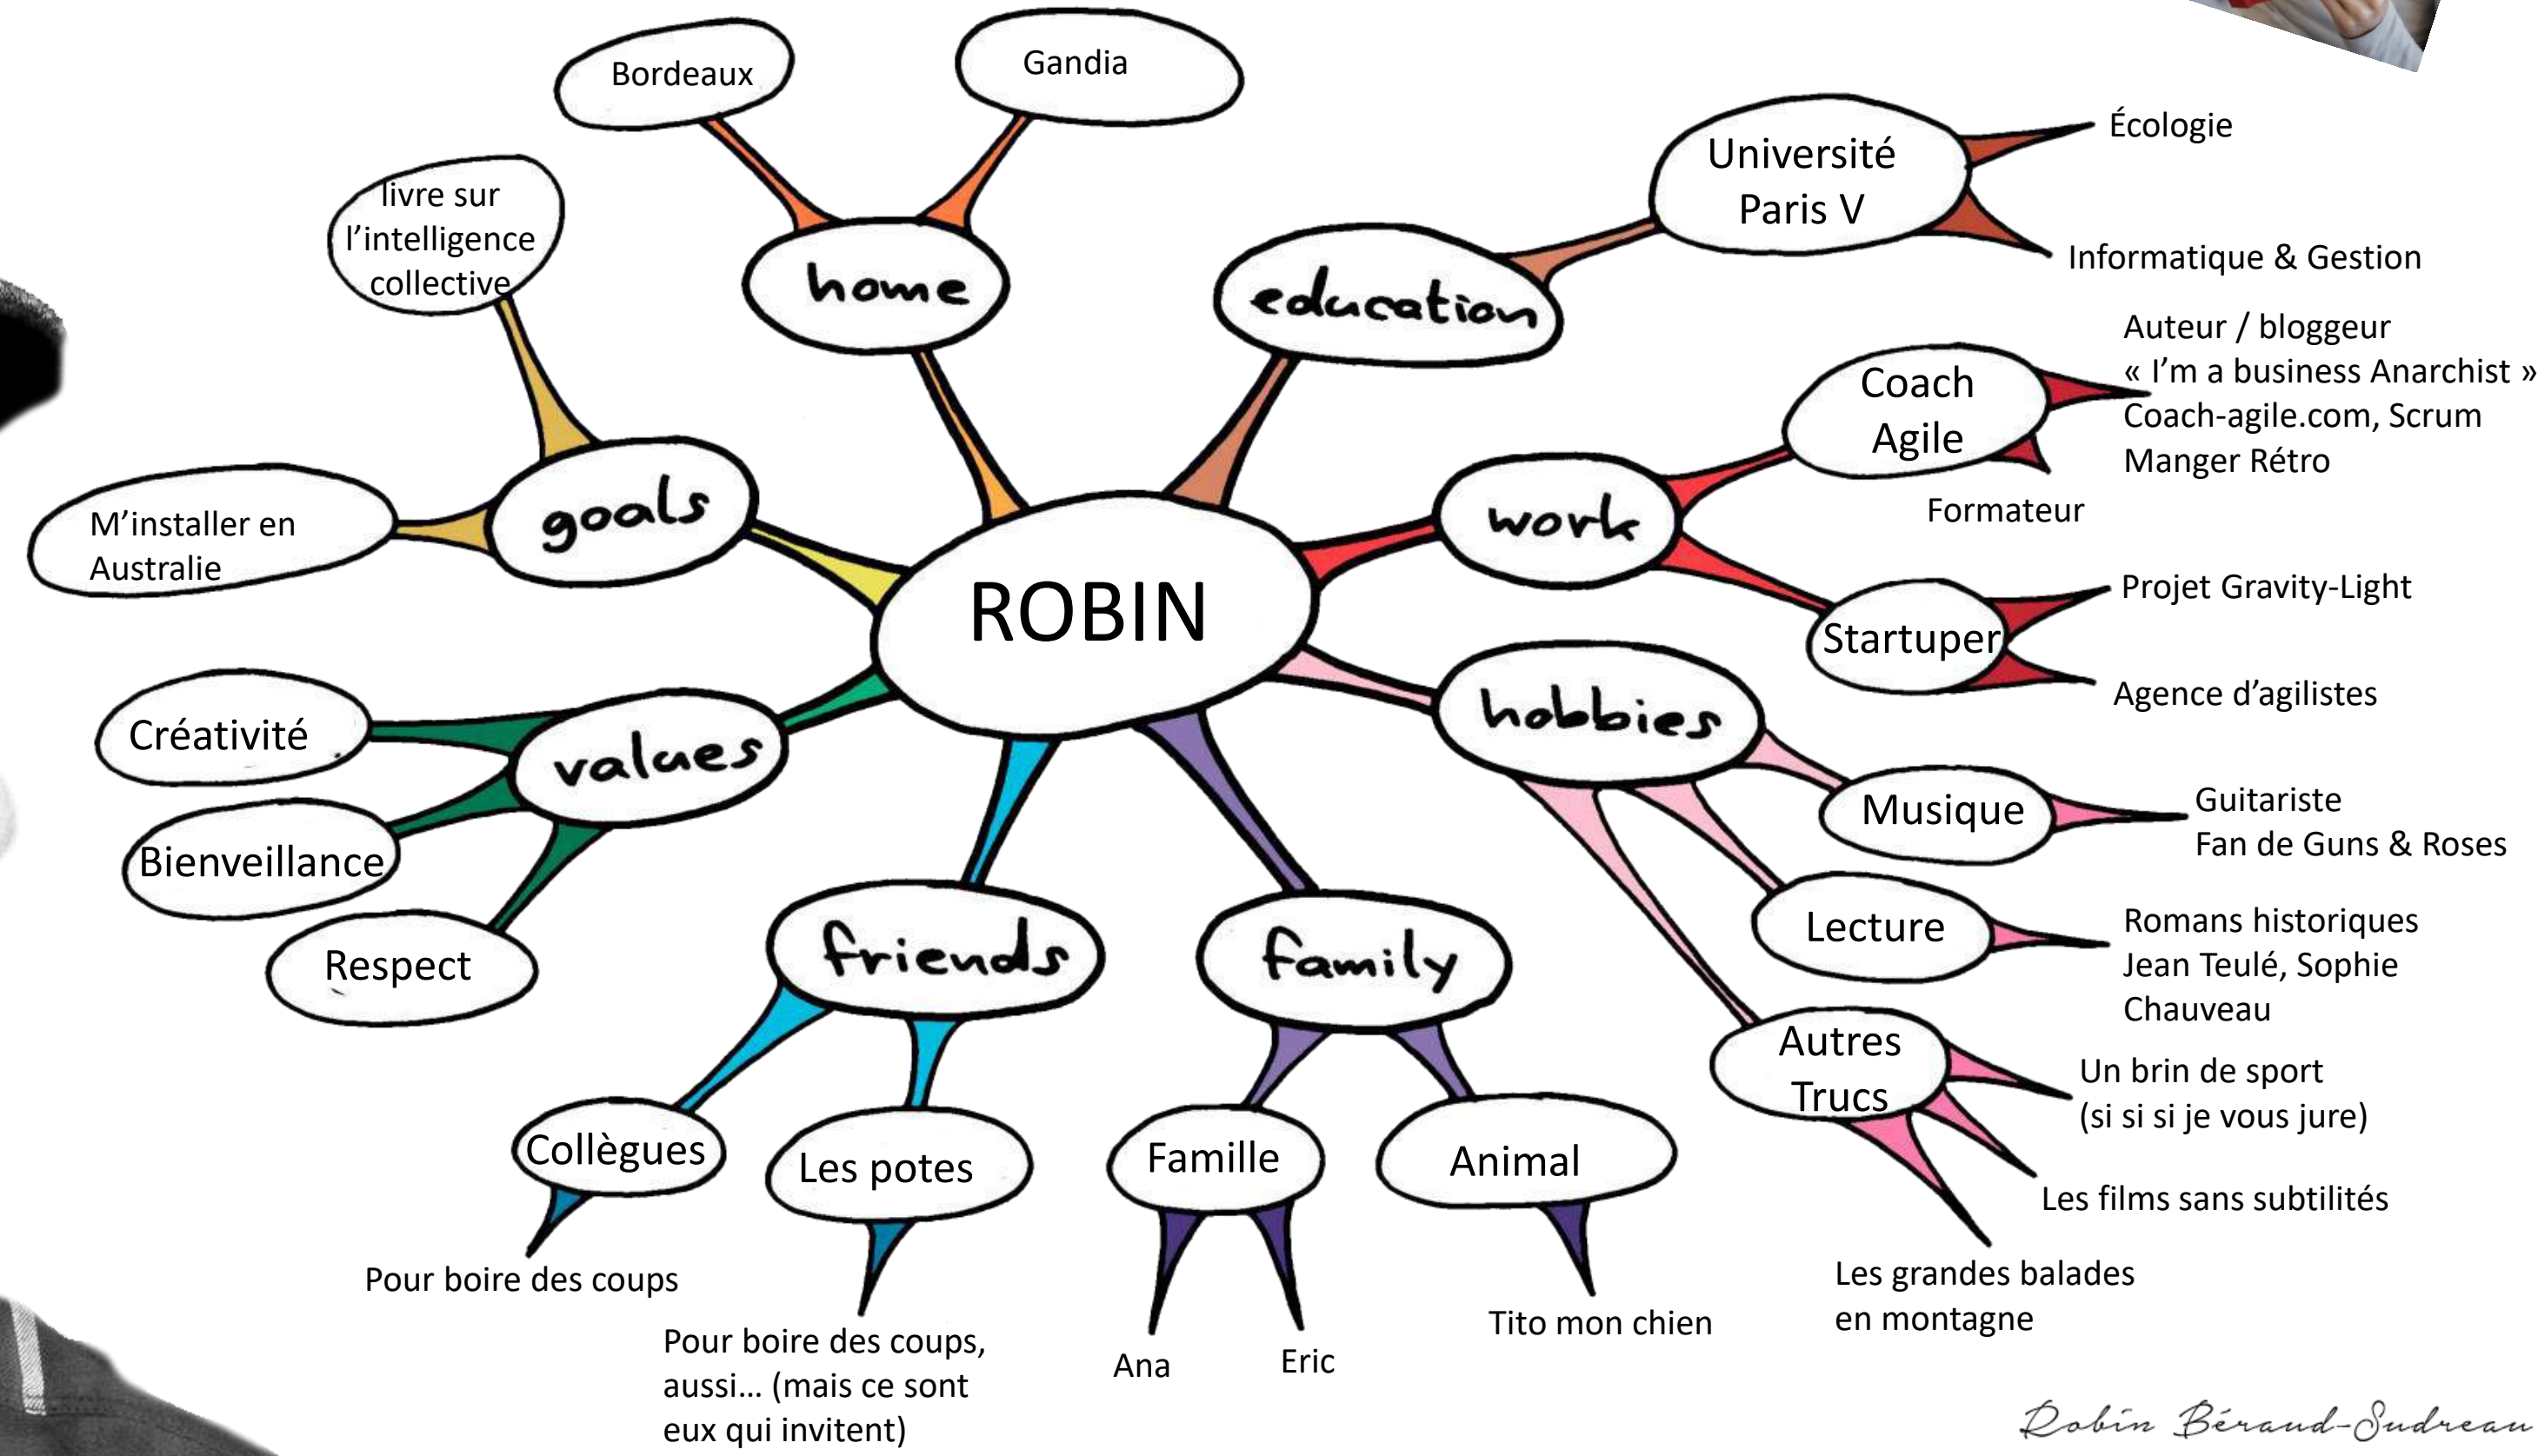 Bordeaux
Gandia
home
livre sur
l'intelligence
collective
M'installer en
Australie
goals
ROBIN
education
Université
Paris V
Écologie
Informatique & Gestion
work
Coach
Agile
Auteur / bloggeur
« I'm a business Anarchist »
Coach-agile.com, Scrum
Manger Rétro
Formateur
Startuper
Projet Gravity-Light
Agence d'agilistes
hobbies
Musique
Guitariste
Fan de Guns & Roses
Lecture
Romans historiques
Jean Teulé, Sophie
Chauveau
Autres
Trucs
Un brin de sport
(si si si je vous jure)
Les films sans subtilités
Les grandes balades
en montagne
values
Créativité
Bienveillance
Respect
friends
Collègues
Pour boire des coups
Les potes
Pour boire des coups,
aussi... (mais ce sont
eux qui invitent)
family
Famille
Ana
Eric
Animal
Tito mon chien
Robin Béraud-Sudreau